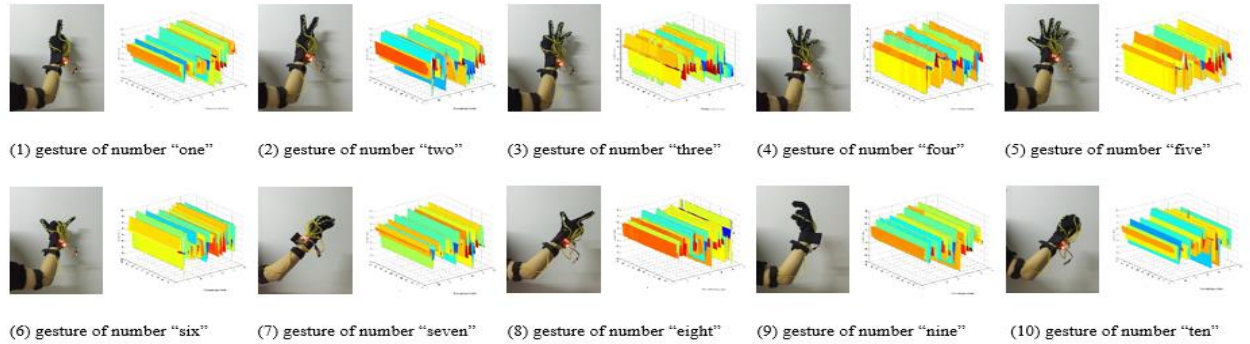 (1) gesture of number “one”
(2) gesture of number “two”
(3) gesture of number “three”
(4) gesture of number “four”
(5) gesture of number “five”
(6) gesture of number “six”
(7) gesture of number “seven”
(8) gesture of number “eight”
(9) gesture of number “nine”
(10) gesture of number “ten”